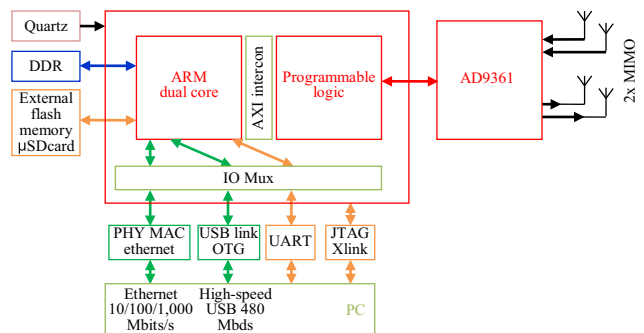 Quartz
DDR
External
flash
memory
µSDcard
ARM
dual core
AXI intercon
Programmable
logic
AD9361
2x MIMO
IO Mux
PHY MAC
ethernet
USB link
OTG
UART
JTAG
Xlink
Ethernet
10/100/1,000
Mbits/s
High-speed
USB 480
Mbds
PC